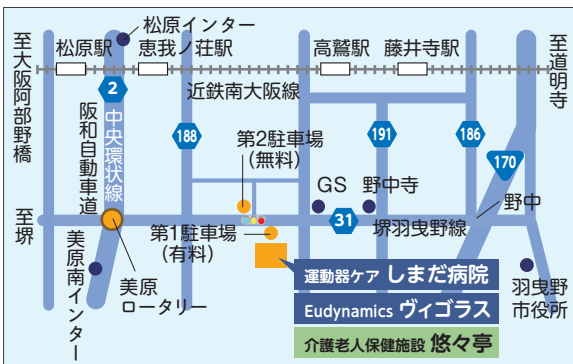 松原インター
松原駅
恵我ノ荘駅
高鷲駅
藤井寺駅
至大阪阿部野橋
至道明寺
近鉄南大阪線
2
阪和自動車道
中央環状線
188
191
186
170
第2駐車場
(無料)
GS
野中寺
野中
至堺
31
堺羽曳野線
第1駐車場
(有料)
美原南インター
美原
ロータリー
運動器ケア しまだ病院
Eudynamics ヴィゴラス
介護老人保健施設 悠々亭
羽曳野
市役所